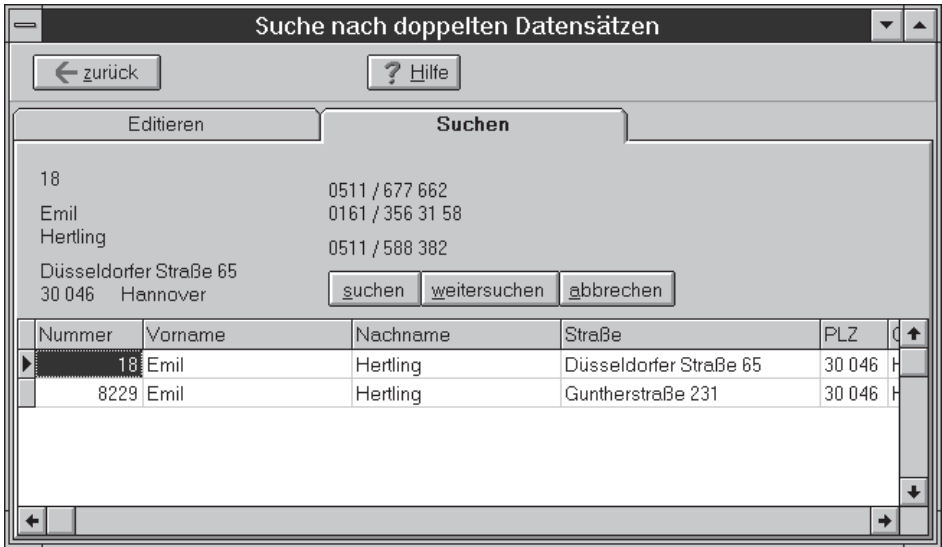 Suche nach doppelten Datensätzen
zurück ? Hilfe
Editieren Suchen
18
Emil
Hertling
Düsseldorfer Straße 65
30 046 Hannover
0511 / 677 662
0161 / 356 31 58
0511 / 588 382
suchen weitersuchen abbrechen
Nummer Vorname Nachname Straße PLZ
18 Emil Hertling Düsseldorfer Straße 65 30 046 H
8229 Emil Hertling Guntherstraße 231 30 046 H